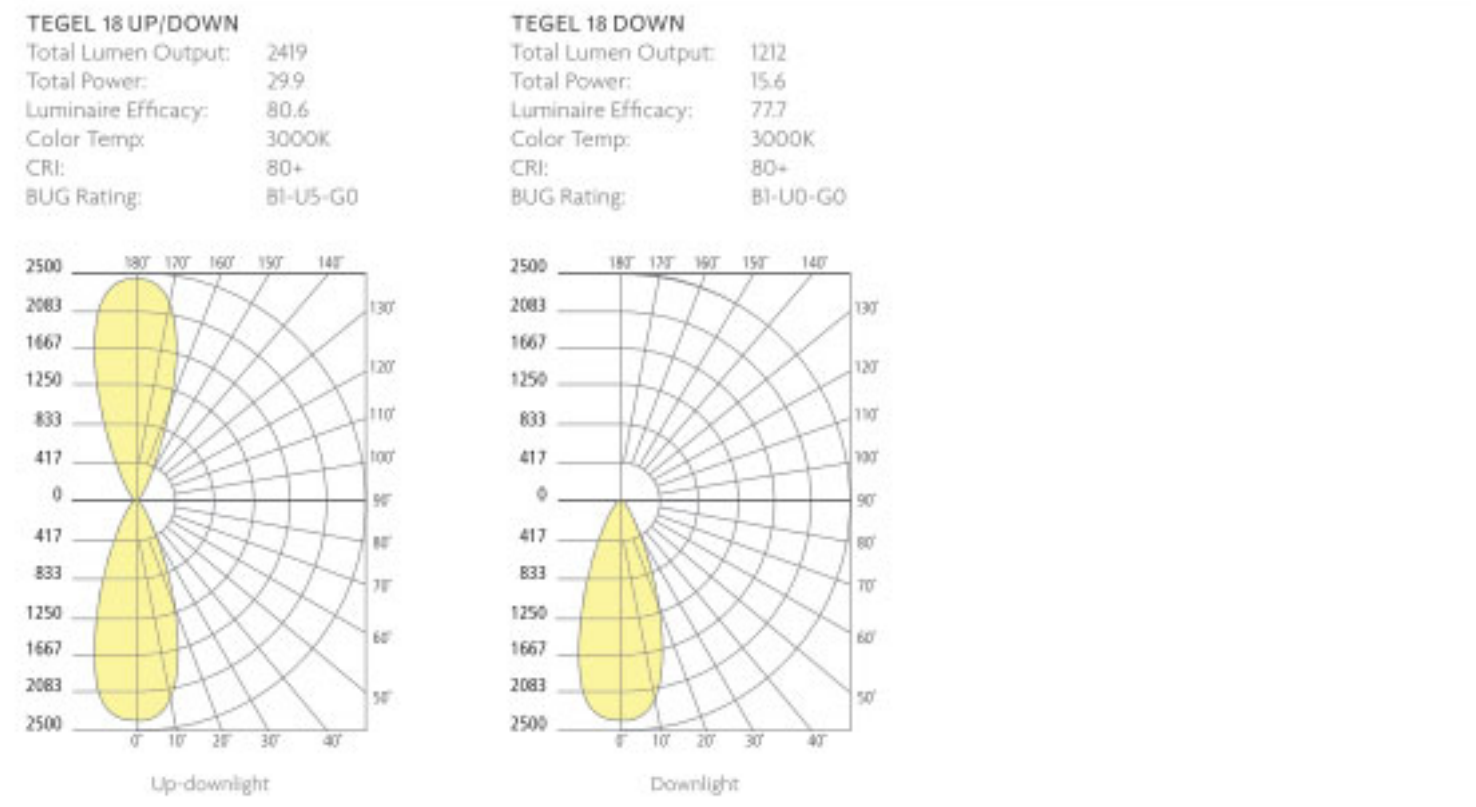 TEGEL 18 UP/DOWN
Total Lumen Output: 2419
Total Power: 29.9
Luminaire Efficacy: 80.6
Color Temp: 3000K
CRI: 80+
BUG Rating: B1-U5-G0
2500 180° 170° 160° 150° 140°
2083 130°
1667
1250 120°
833 110°
417 100°
0 90°
417 80°
833 70°
1250 60°
1667
2083 50°
2500
0° 10° 20° 30° 40°
Up-downlight
TEGEL 18 DOWN
Total Lumen Output: 1212
Total Power: 15.6
Luminaire Efficacy: 77.7
Color Temp: 3000K
CRI: 80+
BUG Rating: B1-U0-G0
2500 180° 170° 160° 150° 140°
2083 130°
1667
1250 120°
833 110°
417 100°
0 90°
417 80°
833 70°
1250 60°
1667
2083 50°
2500
0° 10° 20° 30° 40°
Downlight